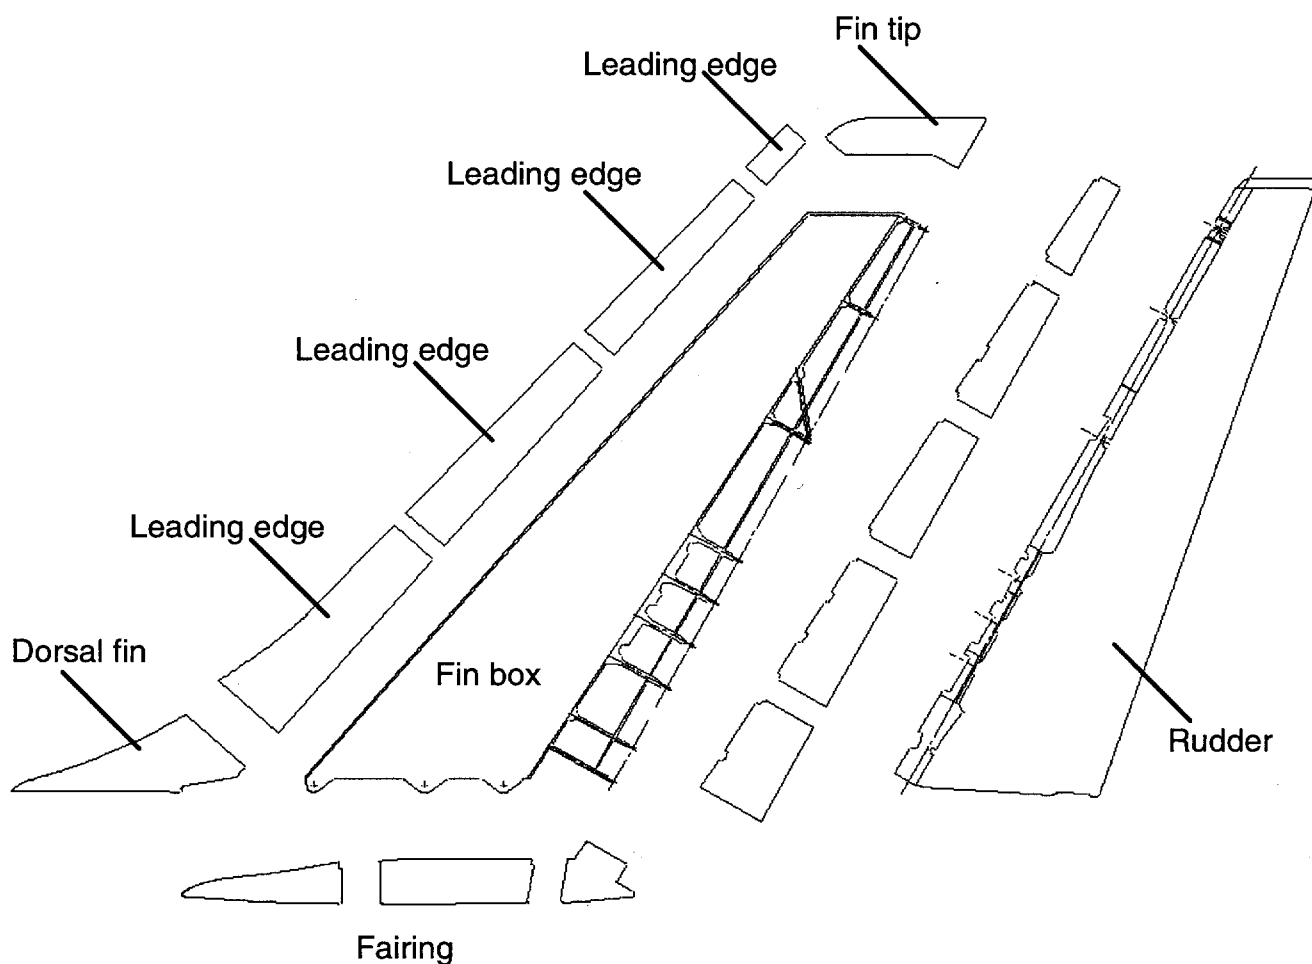 Fin tip
Leading edge
Leading edge
Leading edge
Leading edge
Dorsal fin
Fin box
Rudder
Fairing